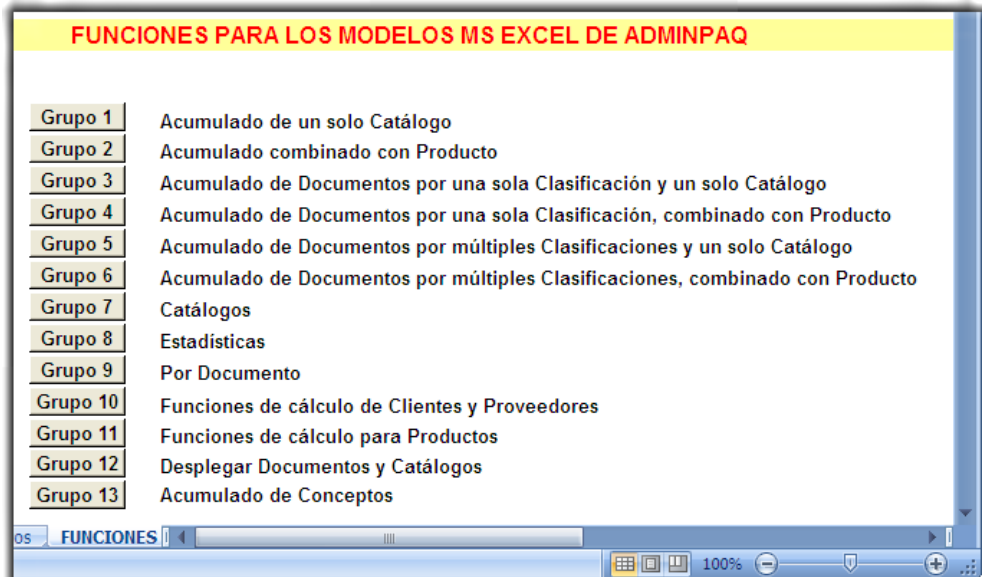 FUNCIONES PARA LOS MODELOS MS EXCEL DE ADMINPAQ
Grupo 1 Acumulado de un solo Catálogo
Grupo 2 Acumulado combinado con Producto
Grupo 3 Acumulado de Documentos por una sola Clasificación y un solo Catálogo
Grupo 4 Acumulado de Documentos por una sola Clasificación, combinado con Producto
Grupo 5 Acumulado de Documentos por múltiples Clasificaciones y un solo Catálogo
Grupo 6 Acumulado de Documentos por múltiples Clasificaciones, combinado con Producto
Grupo 7 Catálogos
Grupo 8 Estadísticas
Grupo 9 Por Documento
Grupo 10 Funciones de cálculo de Clientes y Proveedores
Grupo 11 Funciones de cálculo para Productos
Grupo 12 Desplegar Documentos y Catálogos
Grupo 13 Acumulado de Conceptos
os FUNCIONES
100%